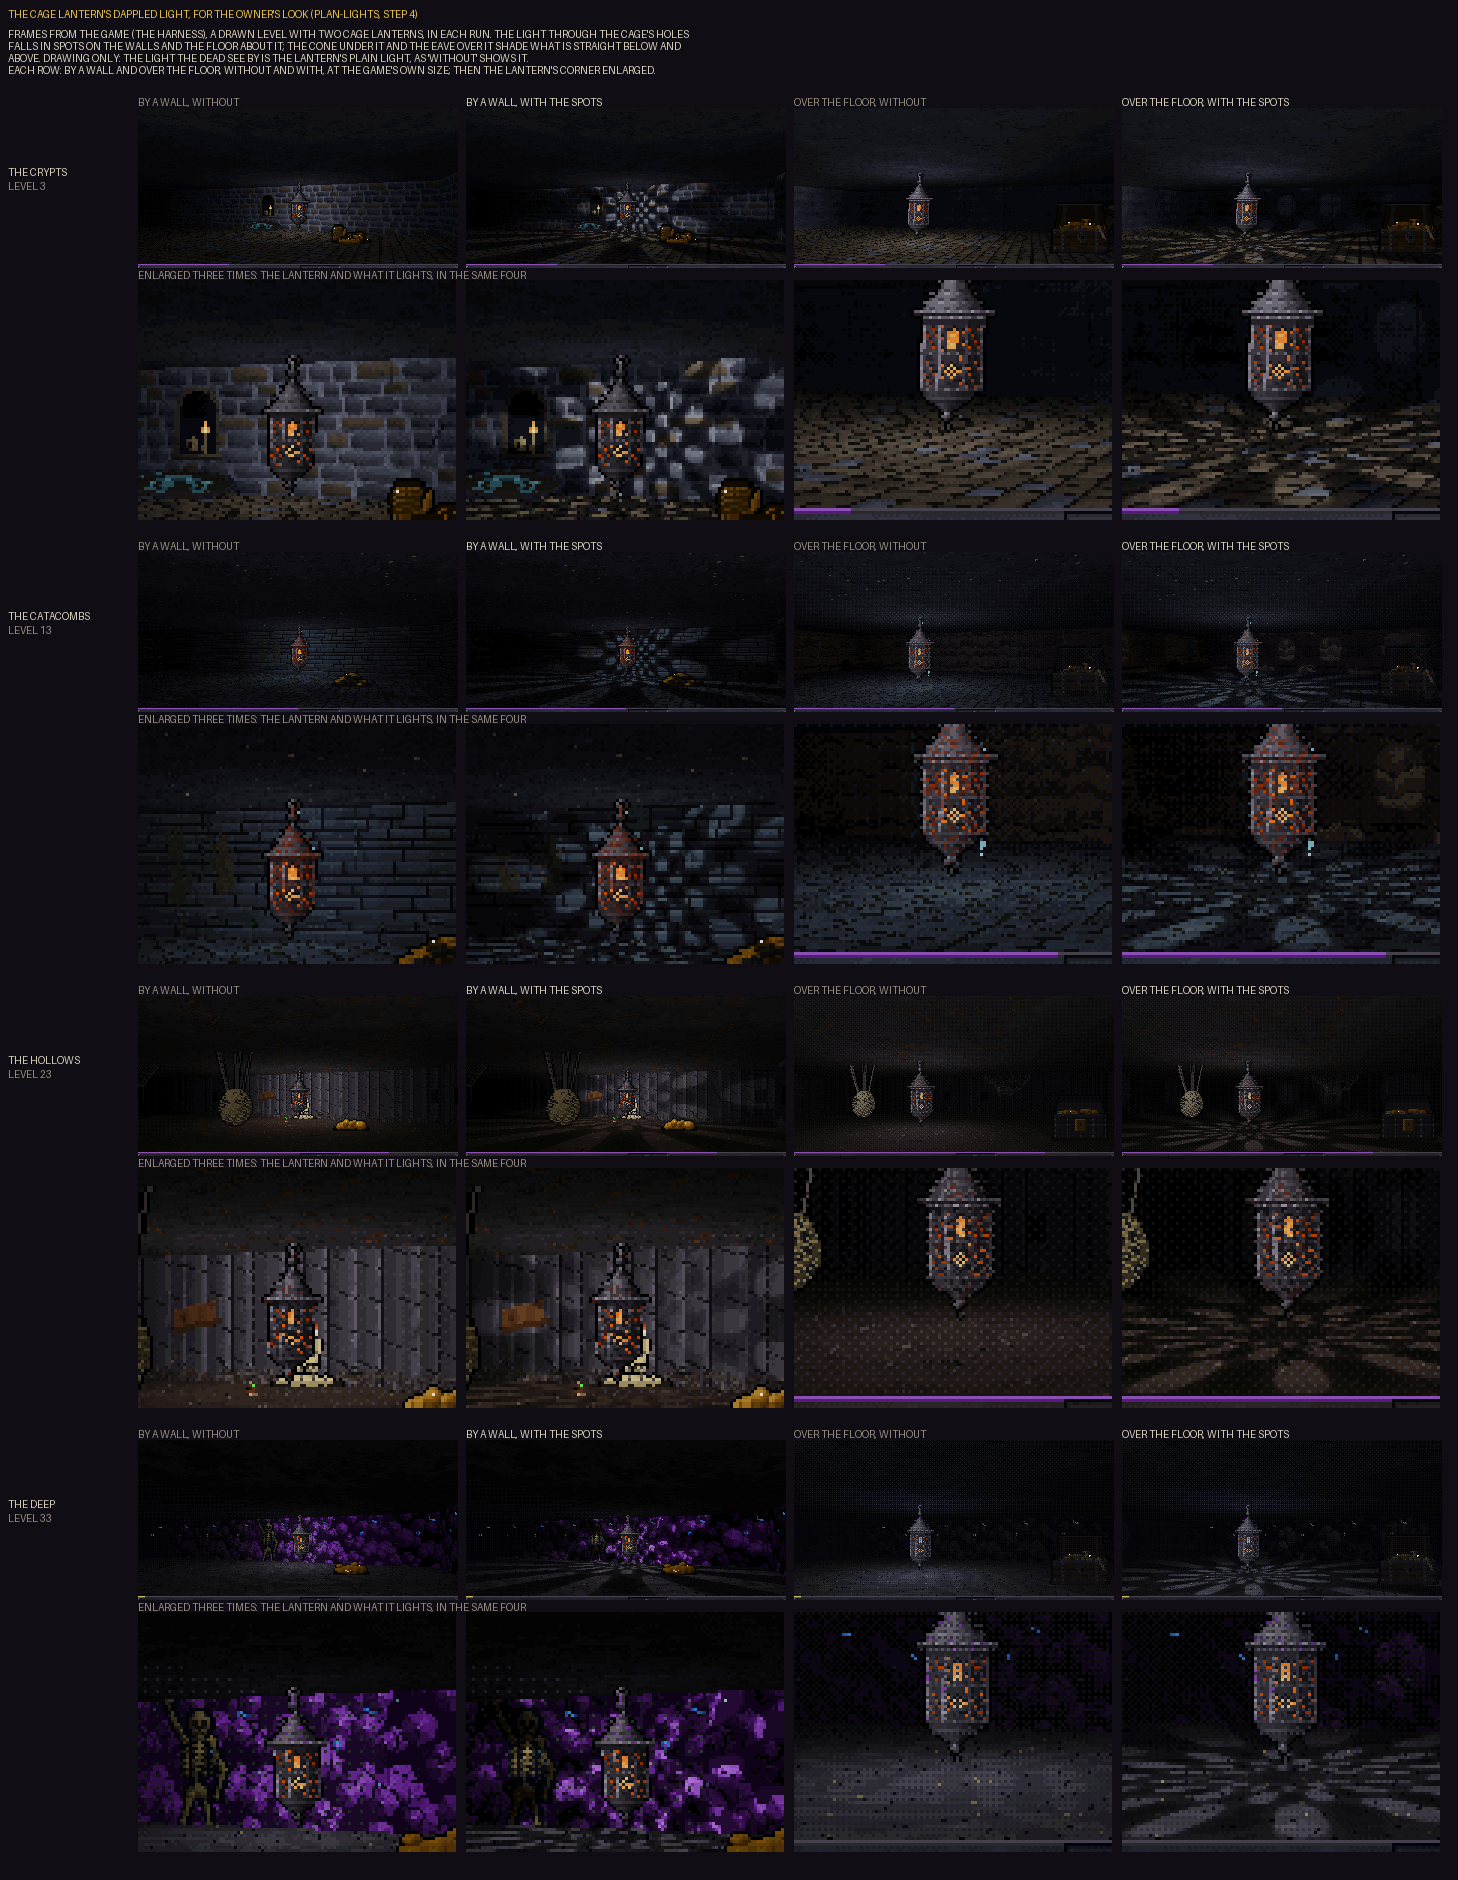 THE CAGE LANTERN'S DAPPLED LIGHT, FOR THE OWNER'S LOOK (PLAN-LIGHTS, STEP 4)
FRAMES FROM THE GAME (THE HARNESS), A DRAWN LEVEL WITH TWO CAGE LANTERNS, IN EACH RUN. THE LIGHT THROUGH THE CAGE'S HOLES
FALLS IN SPOTS ON THE WALLS AND THE FLOOR ABOUT IT; THE CONE UNDER IT AND THE EAVE OVER IT SHADE WHAT IS STRAIGHT BELOW AND
ABOVE. DRAWING ONLY: THE LIGHT THE DEAD SEE BY IS THE LANTERN'S PLAIN LIGHT, AS 'WITHOUT' SHOWS IT.
EACH ROW: BY A WALL AND OVER THE FLOOR, WITHOUT AND WITH, AT THE GAME'S OWN SIZE; THEN THE LANTERN'S CORNER ENLARGED.
BY A WALL, WITHOUT
BY A WALL, WITH THE SPOTS
OVER THE FLOOR, WITHOUT
OVER THE FLOOR, WITH THE SPOTS
THE CRYPTS
LEVEL 3
ENLARGED THREE TIMES: THE LANTERN AND WHAT IT LIGHTS, IN THE SAME FOUR
BY A WALL, WITHOUT
BY A WALL, WITH THE SPOTS
OVER THE FLOOR, WITHOUT
OVER THE FLOOR, WITH THE SPOTS
THE CATACOMBS
LEVEL 13
ENLARGED THREE TIMES: THE LANTERN AND WHAT IT LIGHTS, IN THE SAME FOUR
BY A WALL, WITHOUT
BY A WALL, WITH THE SPOTS
OVER THE FLOOR, WITHOUT
OVER THE FLOOR, WITH THE SPOTS
THE HOLLOWS
LEVEL 23
ENLARGED THREE TIMES: THE LANTERN AND WHAT IT LIGHTS, IN THE SAME FOUR
BY A WALL, WITHOUT
BY A WALL, WITH THE SPOTS
OVER THE FLOOR, WITHOUT
OVER THE FLOOR, WITH THE SPOTS
THE DEEP
LEVEL 33
ENLARGED THREE TIMES: THE LANTERN AND WHAT IT LIGHTS, IN THE SAME FOUR